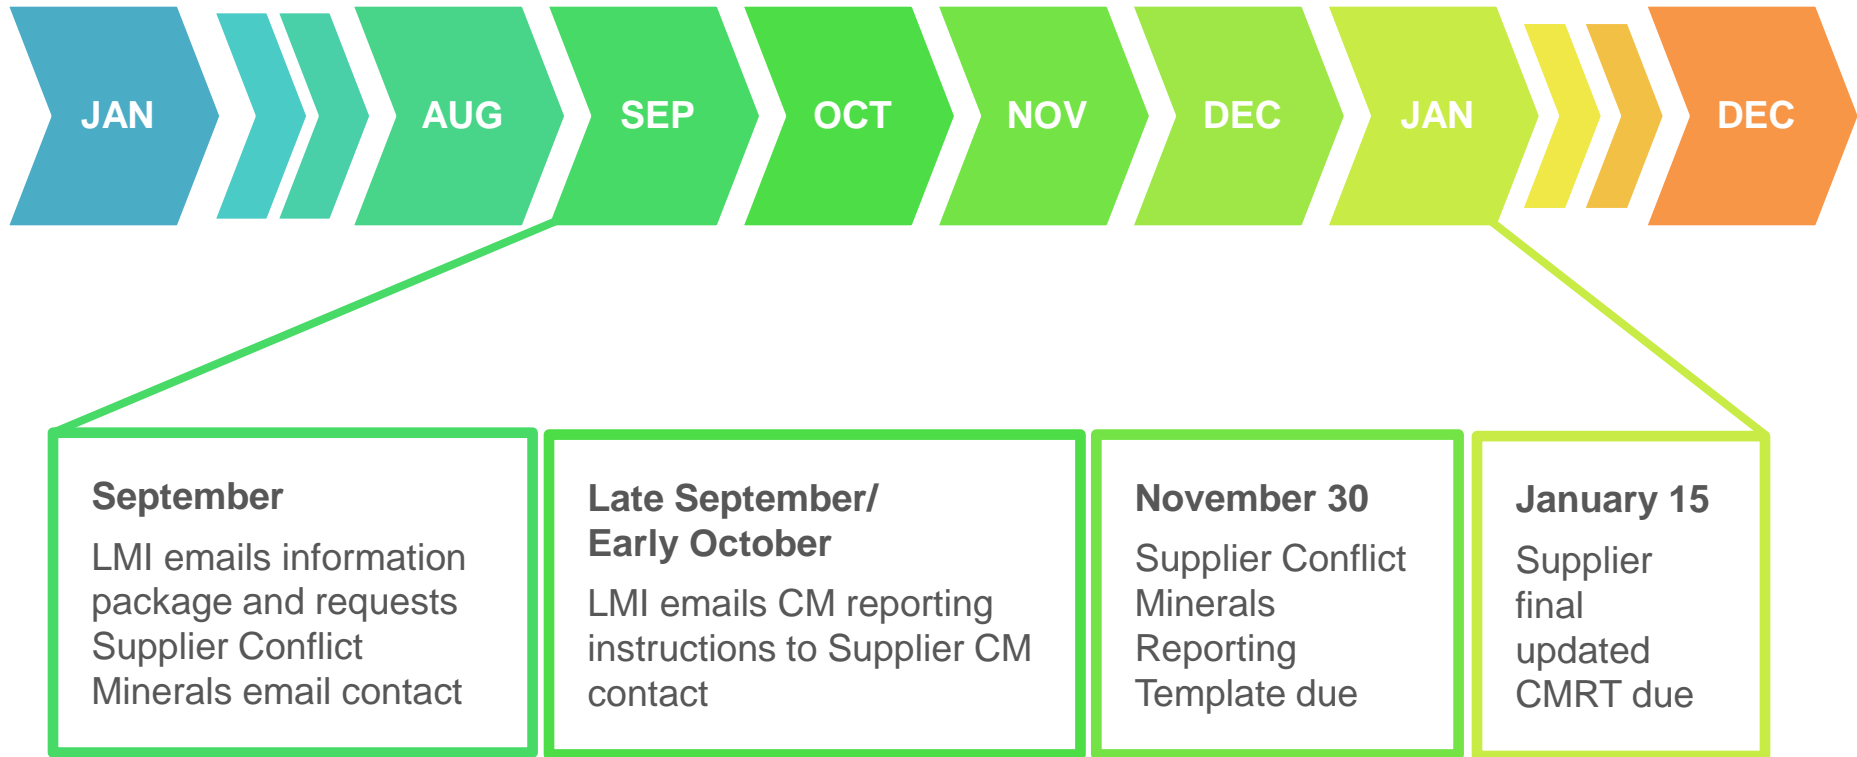 JAN
AUG
SEP
OCT
NOV
DEC
JAN
DEC
September
LMI emails information
package and requests
Supplier Conflict
Minerals email contact
Late September/
Early October
LMI emails CM reporting
instructions to Supplier CM
contact
November 30
Supplier Conflict
Minerals
Reporting
Template due
January 15
Supplier
final
updated
CMRT due